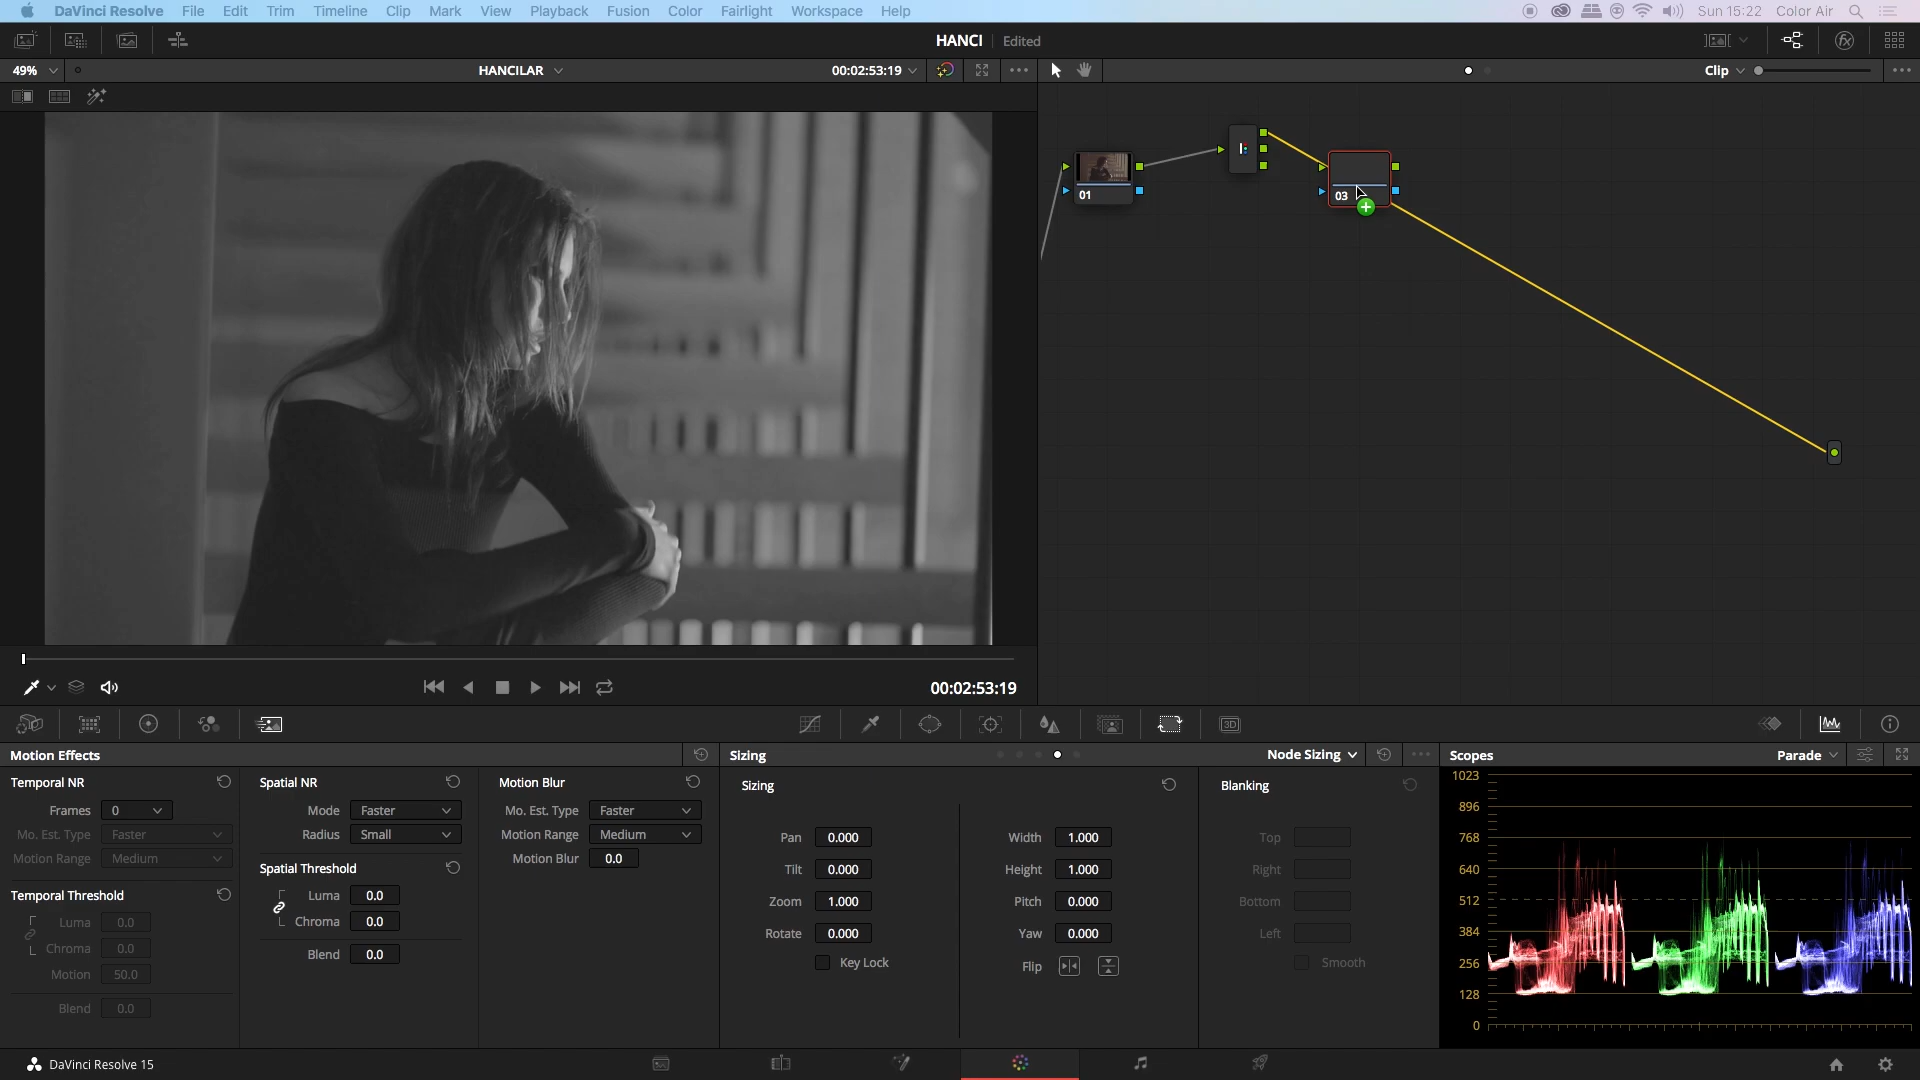 DaVinci Resolve File Edit Trim Timeline Clip Mark View Playback Fusion Color Fairlight Workspace Help Sun 15:22 Color Air
HANCI Edited
49% HANCILAR 00:02:53:19 Clip
01
03
00:02:53:19
Motion Effects Sizing Node Sizing Scopes Parade
Temporal NR Spatial NR Motion Blur Sizing Blanking 1023
Frames 0 Mode Faster Mo. Est. Type Faster 896
Mo. Est. Type Faster Radius Small Motion Range Medium Pan 0.000 Width 1.000 Top 768
Motion Range Medium Spatial Threshold Motion Blur 0.0 Tilt 0.000 Height 1.000 Right 640
Temporal Threshold Luma 0.0 Zoom 1.000 Pitch 0.000 Bottom 512
Luma 0.0 Chroma 0.0 Rotate 0.000 Yaw 0.000 Left 384
Chroma 0.0 Blend 0.0 Key Lock Flip Smooth 256
Motion 50.0 128
Blend 0.0 0
DaVinci Resolve 15
3D